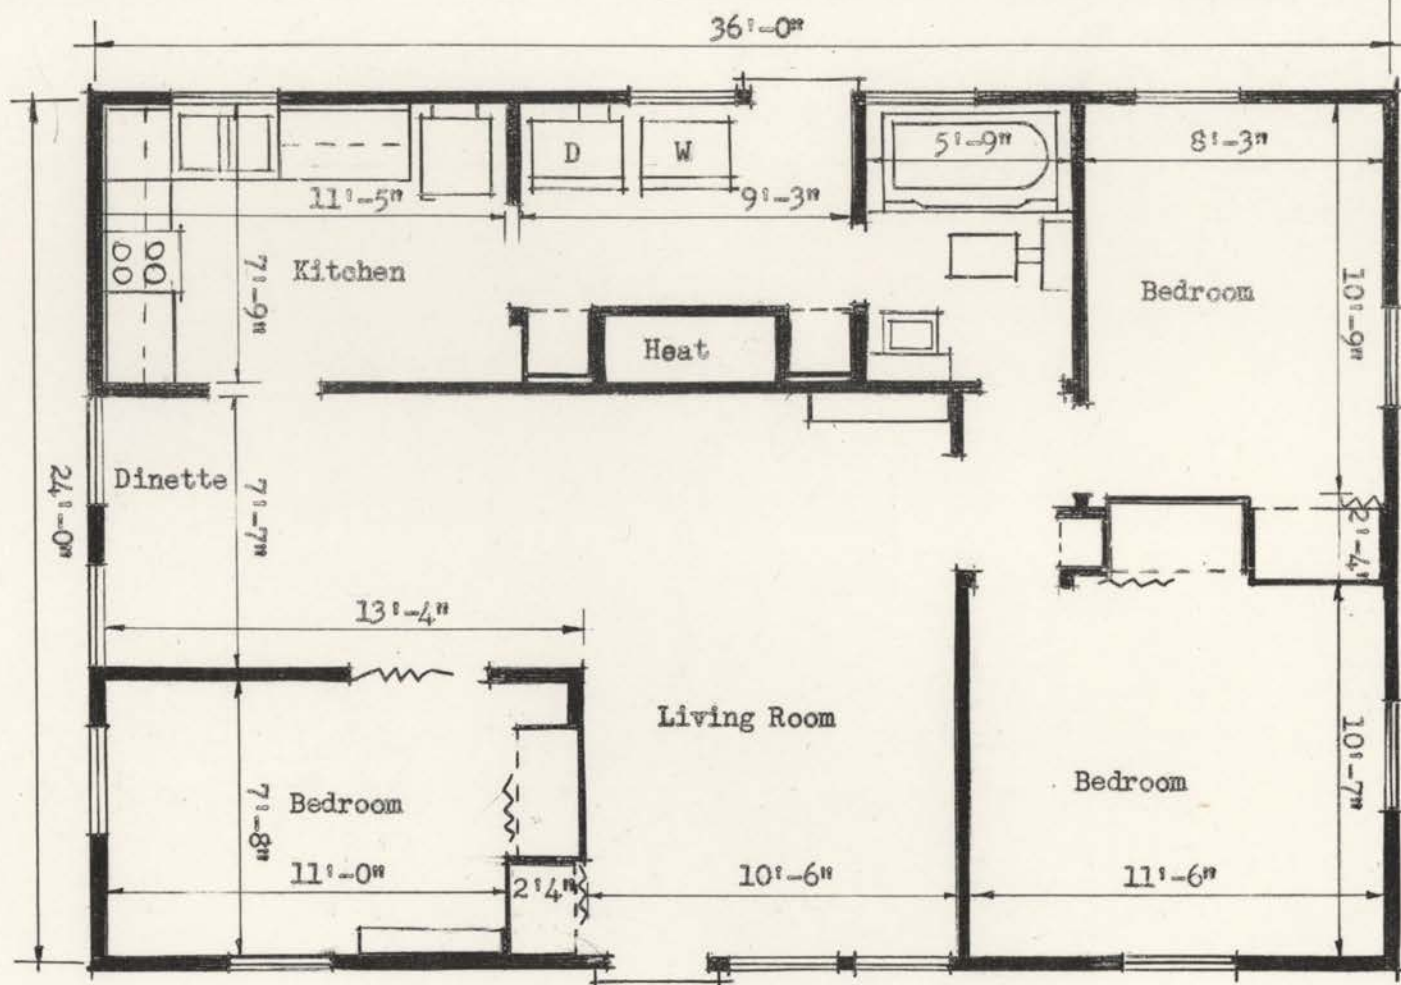 36'-0"
D
W
5'-9"
8'-3"
11'-5"
9'-3"
Kitchen
7'-9"
Heat
Bedroom
10'-9"
24'-0"
Dinette
7'-7"
2'-4"
13'-4"
Living Room
Bedroom
10'-7"
Bedroom
7'-8"
11'-0"
2'4"
10'-6"
11'-6"